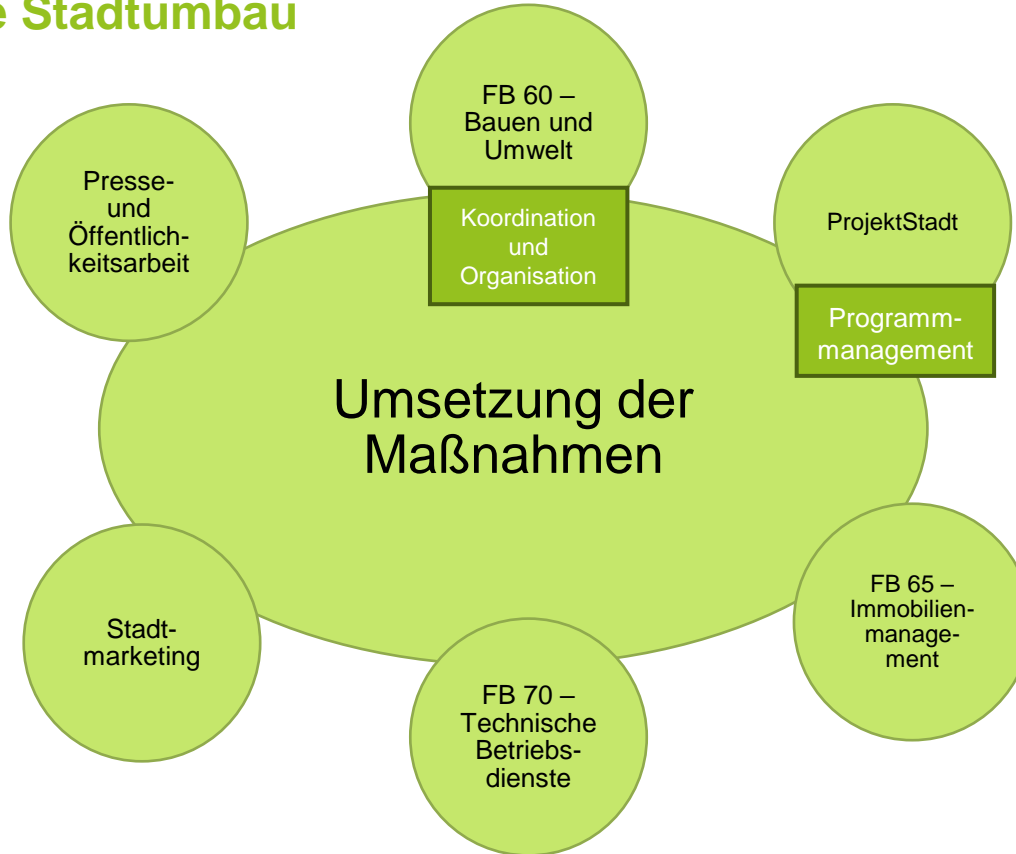 e Stadtumbau
FB 60 –
Bauen und
Umwelt
Koordination
und
Organisation
Presse-
und
Öffentlich-
keitsarbeit
ProjektStadt
Programm-
management
Umsetzung der
Maßnahmen
Stadt-
marketing
FB 70 –
Technische
Betriebs-
dienste
FB 65 –
Immobilien-
manage-
ment